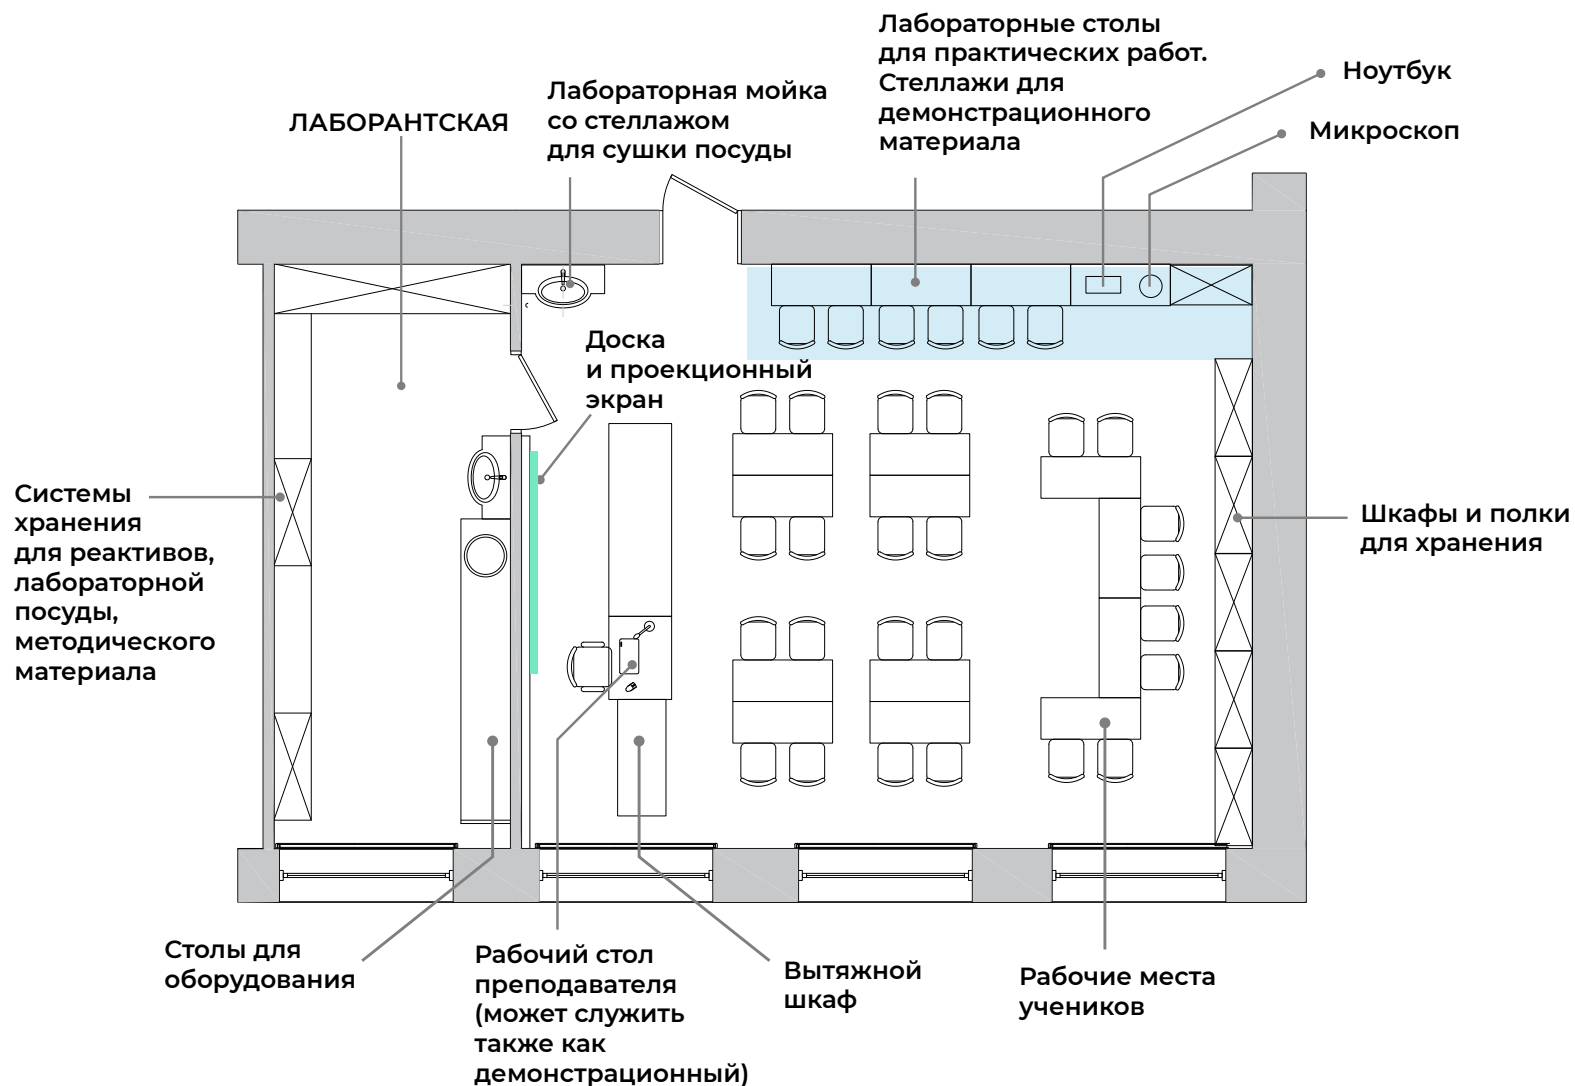 Лабораторные столы
для практических работ.
Стеллажи для
демонстрационного
материала
Ноутбук
Микроскоп
Лабораторная мойка
со стеллажом
для сушки посуды
ЛАБОРАНТСКАЯ
Доска
и проекционный
экран
Системы
хранения
для реактивов,
лабораторной
посуды,
методического
материала
Шкафы и полки
для хранения
Столы для
оборудования
Рабочий стол
преподавателя
(может служить
также как
демонстрационный)
Вытяжной
шкаф
Рабочие места
учеников